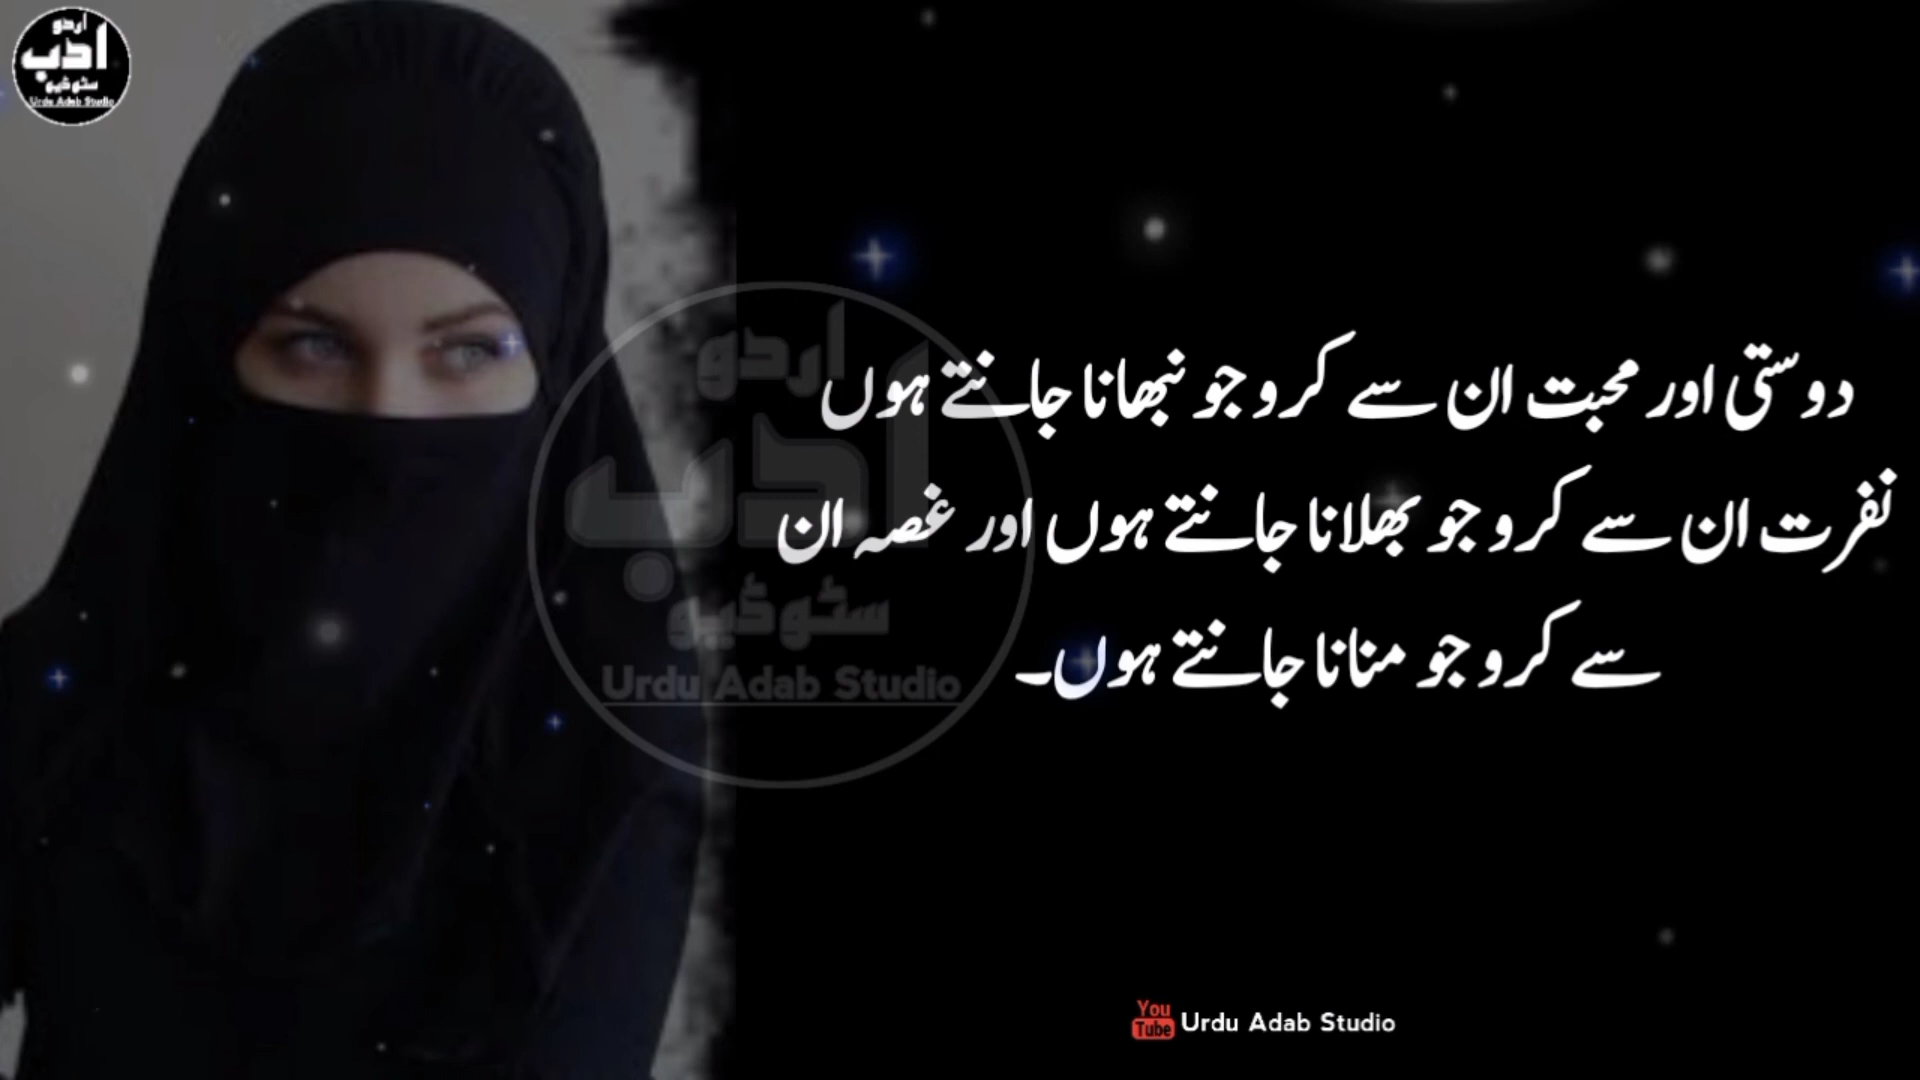 اردو
ادب
سٹوڈیو
Urdu Adab Studio
دوستی اور محبت ان سے کرو جو نبھانا جانتے ہوں
نفرت ان سے کرو جو بھلانا جانتے ہوں اور غصہ ان
سے کرو جو منانا جانتے ہوں۔
اردو
ادب
سٹوڈیو
Urdu Adab Studio
You
Tube Urdu Adab Studio